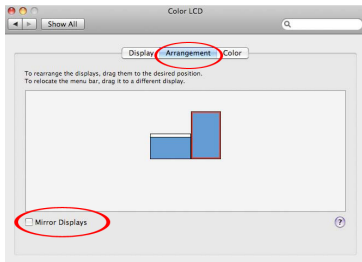 Color LCD
Show All
Display Arrangement Color
To rearrange the displays, drag them to the desired position.
To relocate the menu bar, drag it to a different display.
Mirror Displays
?